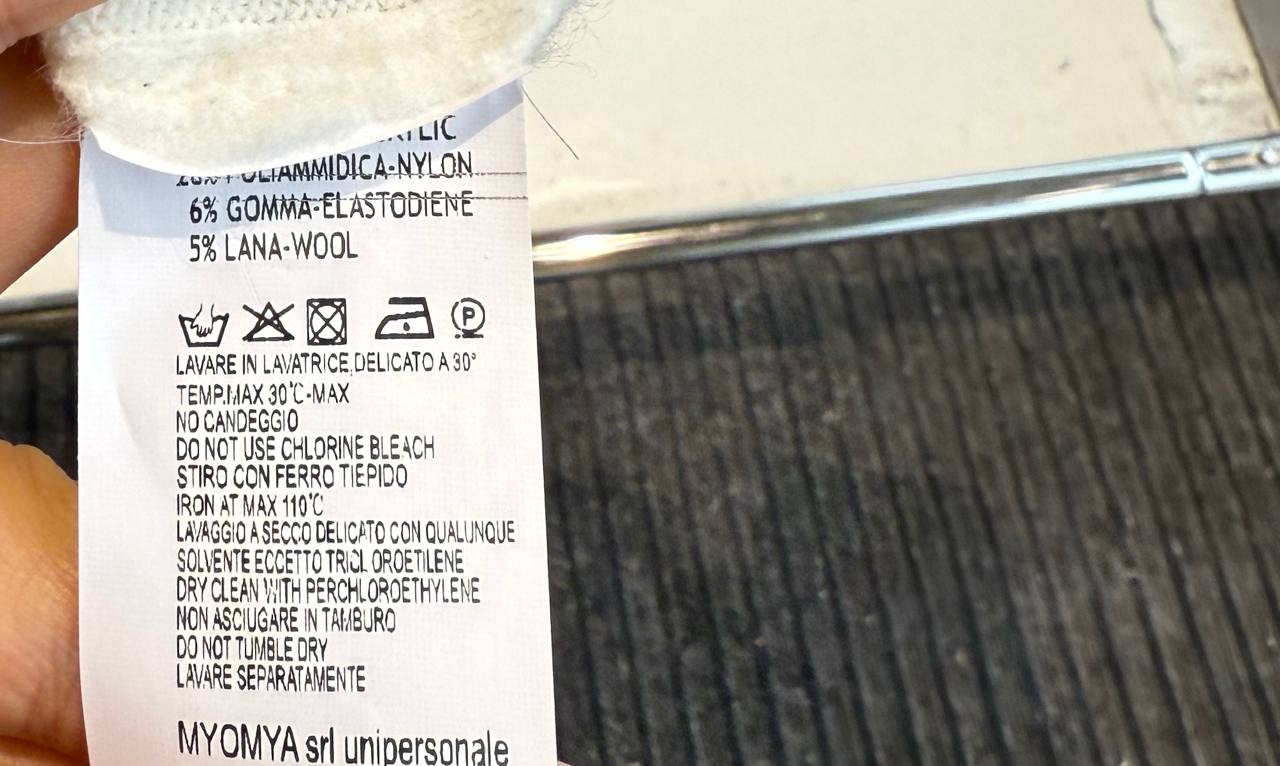 POLIAMMIDICA-NYLON
6% GOMMA-ELASTODIENE
5% LANA-WOOL
P
LAVARE IN LAVATRICE,DELICATO A 30°
TEMP.MAX 30°C-MAX
NO CANDEGGIO
DO NOT USE CHLORINE BLEACH
STIRO CON FERRO TIEPIDO
IRON AT MAX 110°C
LAVAGGIO A SECCO DELICATO CON QUALUNQUE
SOLVENTE ECCETTO TRICLOROETILENE
DRY CLEAN WITH PERCHLOROETHYLENE
NON ASCIUGARE IN TAMBURO
DO NOT TUMBLE DRY
LAVARE SEPARATAMENTE
MYOMYA srl unipersonale